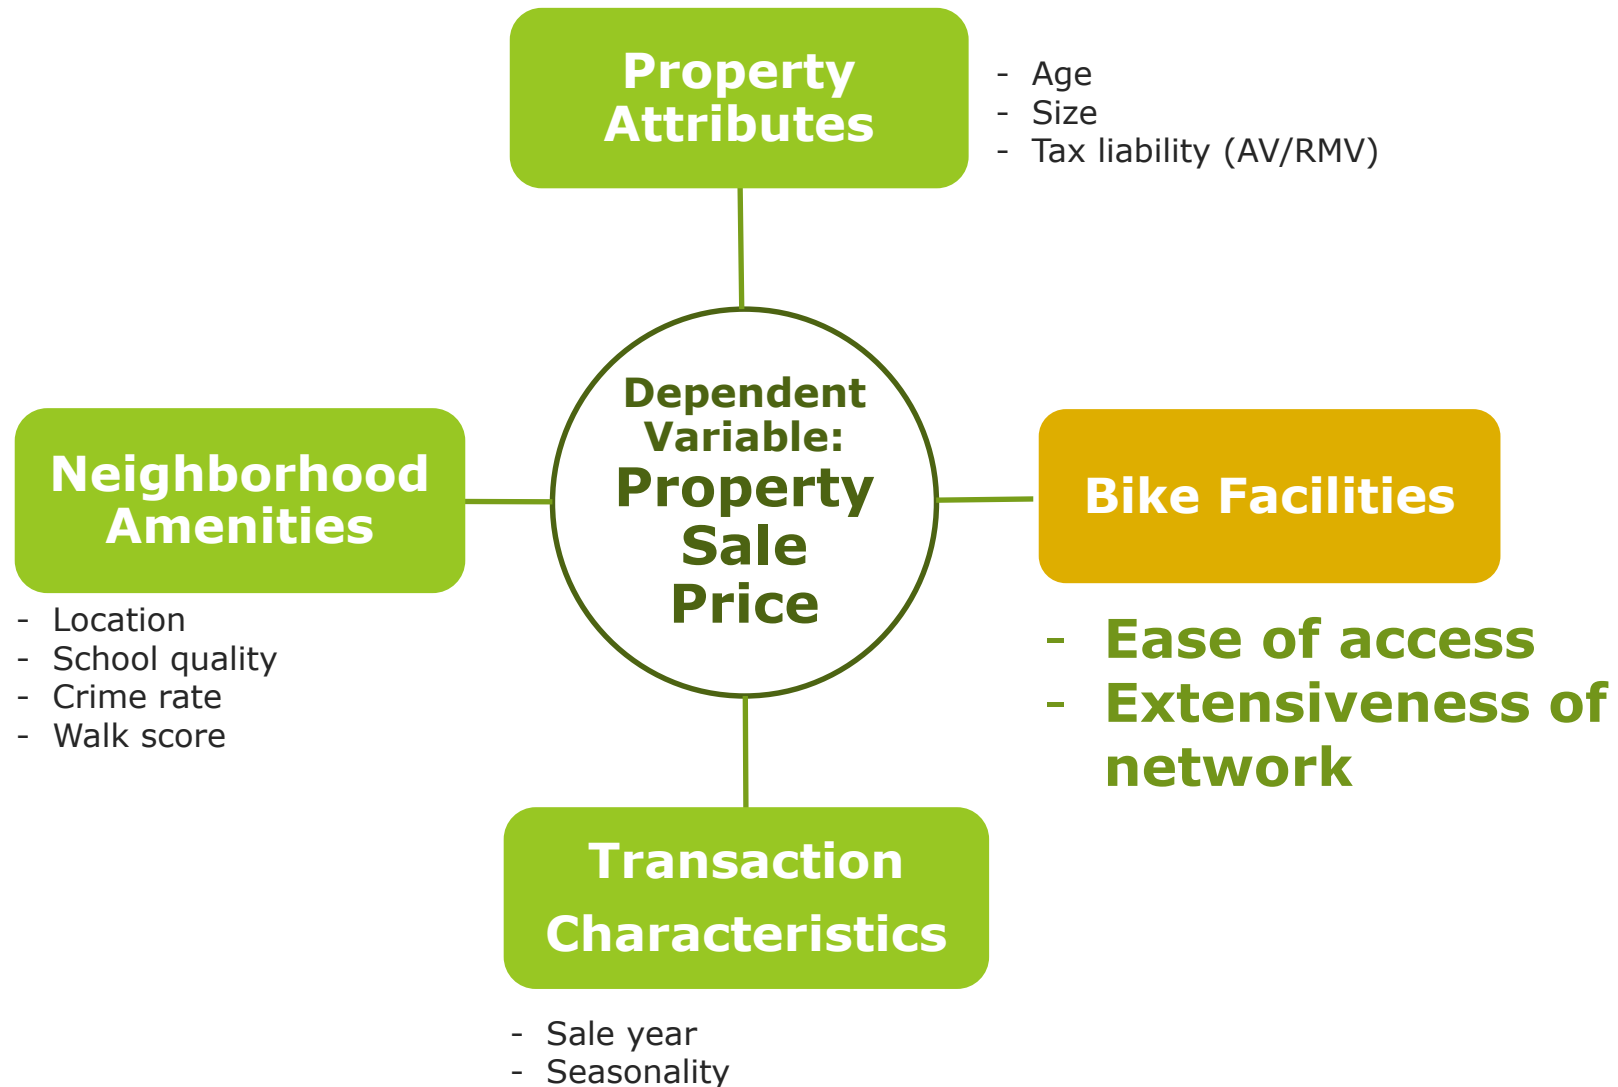 Property
Attributes
- Age
- Size
- Tax liability (AV/RMV)
Dependent
Variable:
Property
Sale
Price
Neighborhood
Amenities
- Location
- School quality
- Crime rate
- Walk score
Bike Facilities
- Ease of access
- Extensiveness of
network
Transaction
Characteristics
- Sale year
- Seasonality